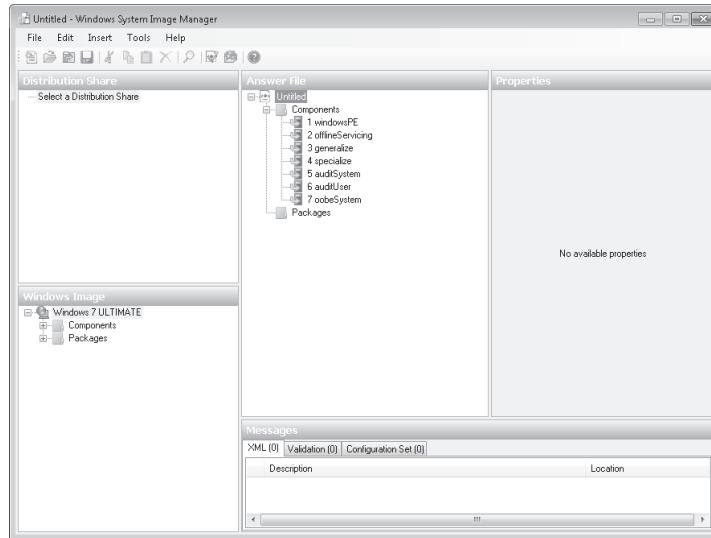 Untitled - Windows System Image Manager
File Edit Insert Tools Help
Distribution Share
Select a Distribution Share
Windows Image
Windows 7 ULTIMATE
Components
Packages
Answer File
Untitled
Components
1 windowsPE
2 offlineServicing
3 generalize
4 specialize
5 auditSystem
6 auditUser
7 oobeSystem
Packages
Properties
No available properties
Messages
XML (0) Validation (0) Configuration Set (0)
Description Location